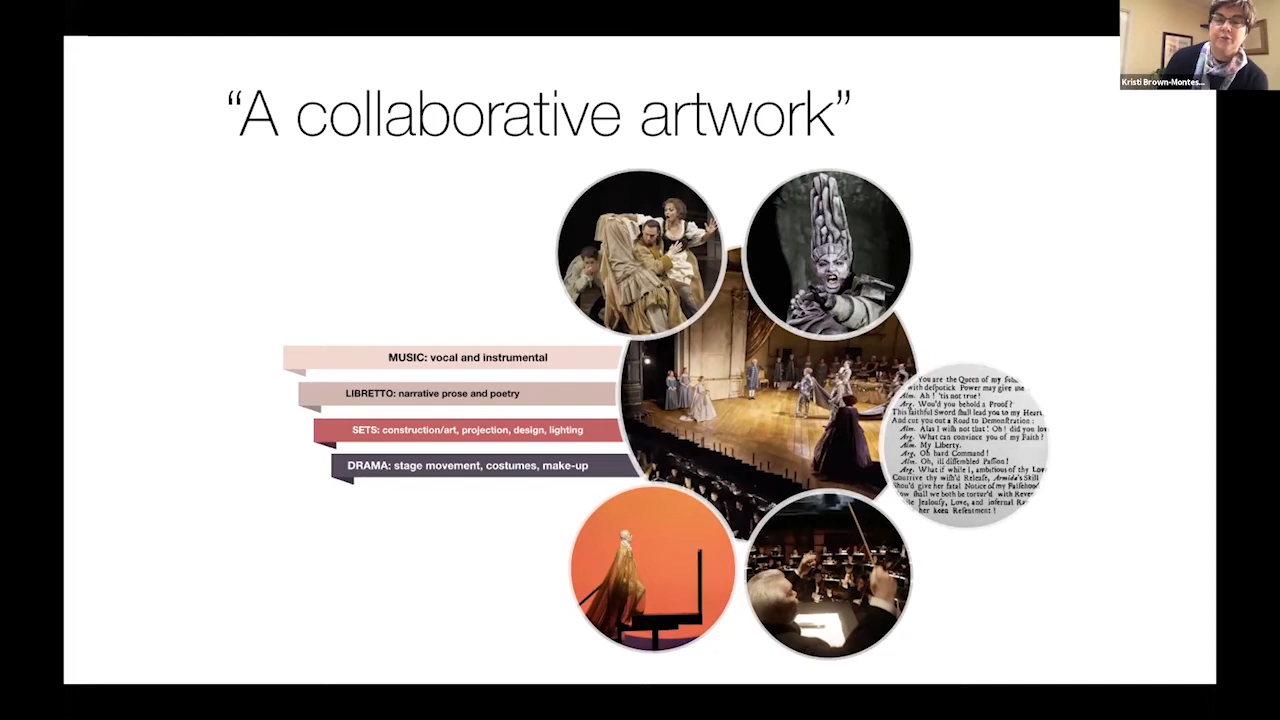 Kristi Brown-Montes...
“A collaborative artwork”
MUSIC: vocal and instrumental
LIBRETTO: narrative prose and poetry
SETS: construction/art, projection, design, lighting
DRAMA: stage movement, costumes, make-up
You are the Queen of my
with deſpotick Power may give me
Alm. Ah! 'tis not true!
Arg. Wou'd you behold a Proof?
This faithful Sword ſhall lead you to my Heart,
And cut you out a Road to Demonſtration:
Alm. Alas I wiſh not that! Oh! did you
Arg. What can convince you of my Faith?
Alm. My Liberty.
Arg. Oh hard Command!
Alm. Oh, ill diſſembled Paſſion!
Arg. What if while I, ambitious of thy
Contrive thy wiſh'd Releaſe, Armida's Skill
Shou'd give her fatal Notice of my Falſehood
ſhall we both be tortur'd with
Jealouſy, Love, and infernal
her keen Reſentment!